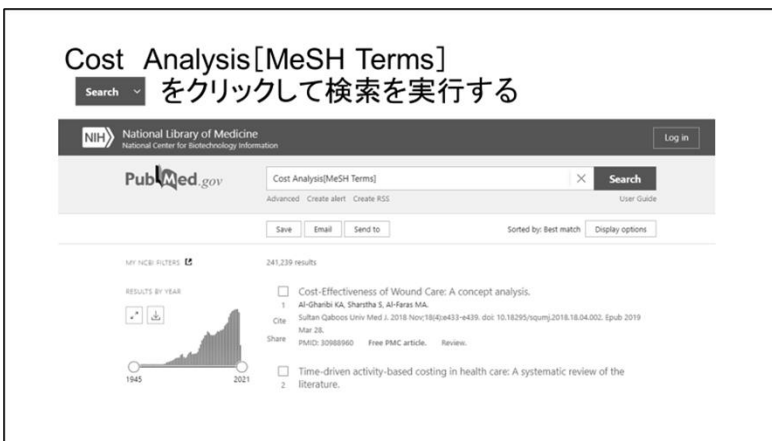 Cost Analysis[MeSH Terms]
Search をクリックして検索を実行する
NIH National Library of Medicine
National Center for Biotechnology Information
Log in
PubMed.gov
Cost Analysis[MeSH Terms] × Search
Advanced Create alert Create RSS User Guide
Save Email Send to Sorted by: Best match Display options
MY NCBI FILTERS 241,239 results
RESULTS BY YEAR
1945 2021
Cost-Effectiveness of Wound Care: A concept analysis.
1 Al-Gharibi KA, Sharstha S, Al-Faras MA.
Cite Sultan Qaboos Univ Med J. 2018 Nov;18(4):e433-e439. doi: 10.18295/squmj.2018.18.04.002. Epub 2019
Mar 28.
Share PMID: 30988960 Free PMC article. Review.
Time-driven activity-based costing in health care: A systematic review of the
2 literature.